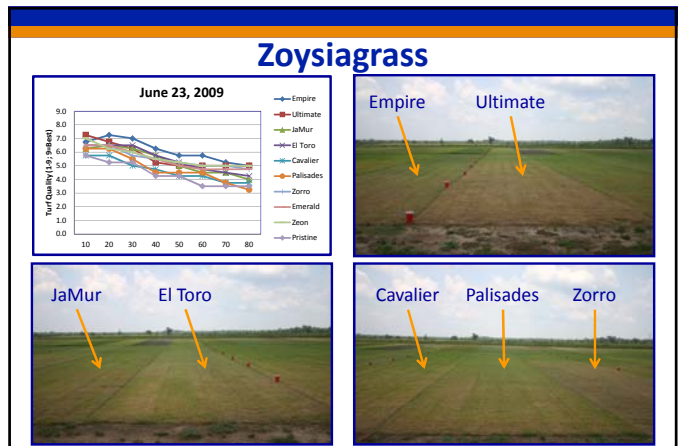 Zoysiagrass
June 23, 2009
Turf Quality (1-9; 9=Best)
9.0
8.0
7.0
6.0
5.0
4.0
3.0
2.0
1.0
0.0
10 20 30 40 50 60 70 80
Empire
Ultimate
JaMur
El Toro
Cavalier
Palisades
Zorro
Emerald
Zeon
Pristine
Empire Ultimate
JaMur El Toro
Cavalier Palisades Zorro